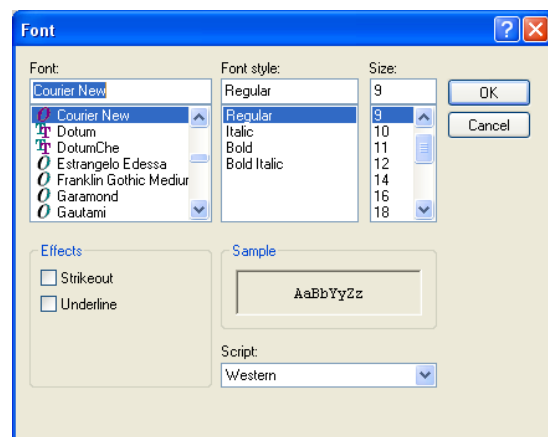 Font
Font:
Font style:
Size:
Courier New
Regular
9
OK
Courier New
Dotum
DotumChe
Estrangelo Edessa
Franklin Gothic Medium
Garamond
Gautami
Regular
Italic
Bold
Bold Italic
9
10
11
12
14
16
18
Cancel
Effects
Strikeout
Underline
Sample
AaBbYyZz
Script:
Western